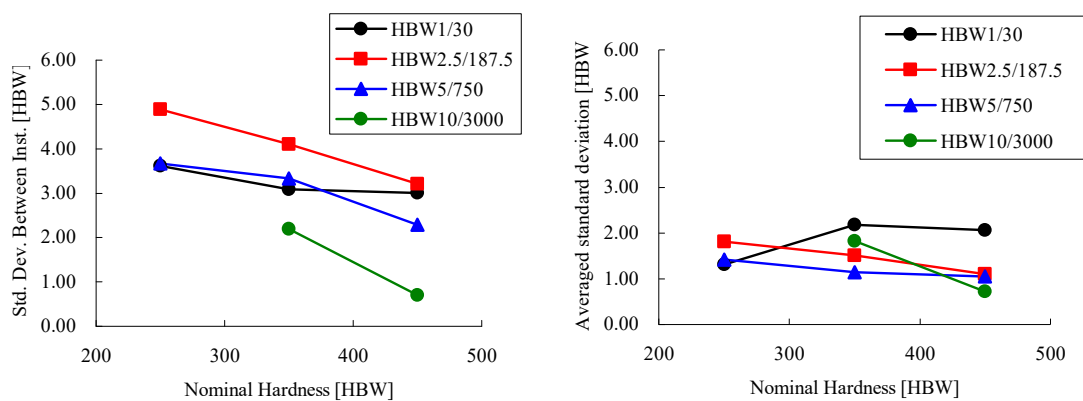 HBW1/30
HBW2.5/187.5
HBW5/750
HBW10/3000
Std. Dev. Between Inst. [HBW]
6.00
5.00
4.00
3.00
2.00
1.00
0.00
200
300
400
500
Nominal Hardness [HBW]
HBW1/30
HBW2.5/187.5
HBW5/750
HBW10/3000
Averaged standard deviation [HBW
6.00
5.00
4.00
3.00
2.00
1.00
0.00
200
300
400
500
Nominal Hardness [HBW]